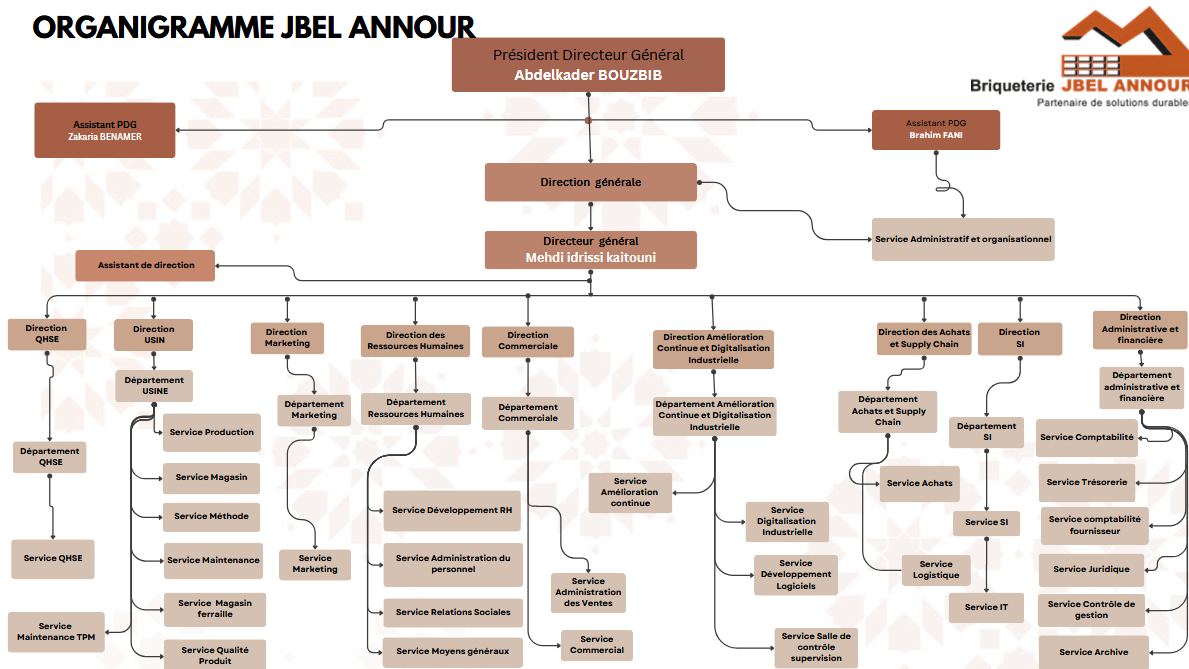 ORGANIGRAMME JBEL ANNOUR
Président Directeur Général
Abdelkader BOUZBIB
Briqueterie JBEL ANNOUR
Partenaire de solutions durables
Assistant PDG
Zakaria BENAMER
Assistant PDG
Brahim FANI
Direction générale
Service Administratif et organisationnel
Directeur général
Mehdi idrissi kaitouni
Assistant de direction
Direction
QHSE
Direction
USIN
Direction
Marketing
Direction des
Ressources Humaines
Direction
Commerciale
Direction Amélioration
Continue et Digitalisation
Industrielle
Direction des Achats
et Supply Chain
Direction
SI
Direction
Administrative et
financière
Département
USINE
Département
Marketing
Département
Ressources Humaines
Département
Commerciale
Département Amélioration
Continue et Digitalisation
Industrielle
Département
Achats et Supply
Chain
Département
SI
Département
administrative et
financière
Département
QHSE
Service QHSE
Service Production
Service Magasin
Service Méthode
Service Maintenance
Service Magasin
ferraille
Service
Maintenance TPM
Service Qualité
Produit
Service
Marketing
Service Développement RH
Service Administration du
personnel
Service Relations Sociales
Service Moyens généraux
Service
Administration
des Ventes
Service
Commercial
Service
Amélioration
continue
Service
Digitalisation
Industrielle
Service
Développement
Logiciels
Service Salle de
contrôle
supervision
Service Achats
Service
Logistique
Service SI
Service IT
Service Comptabilité
Service Trésorerie
Service comptabilité
fournisseur
Service Juridique
Service Contrôle de
gestion
Service Archive